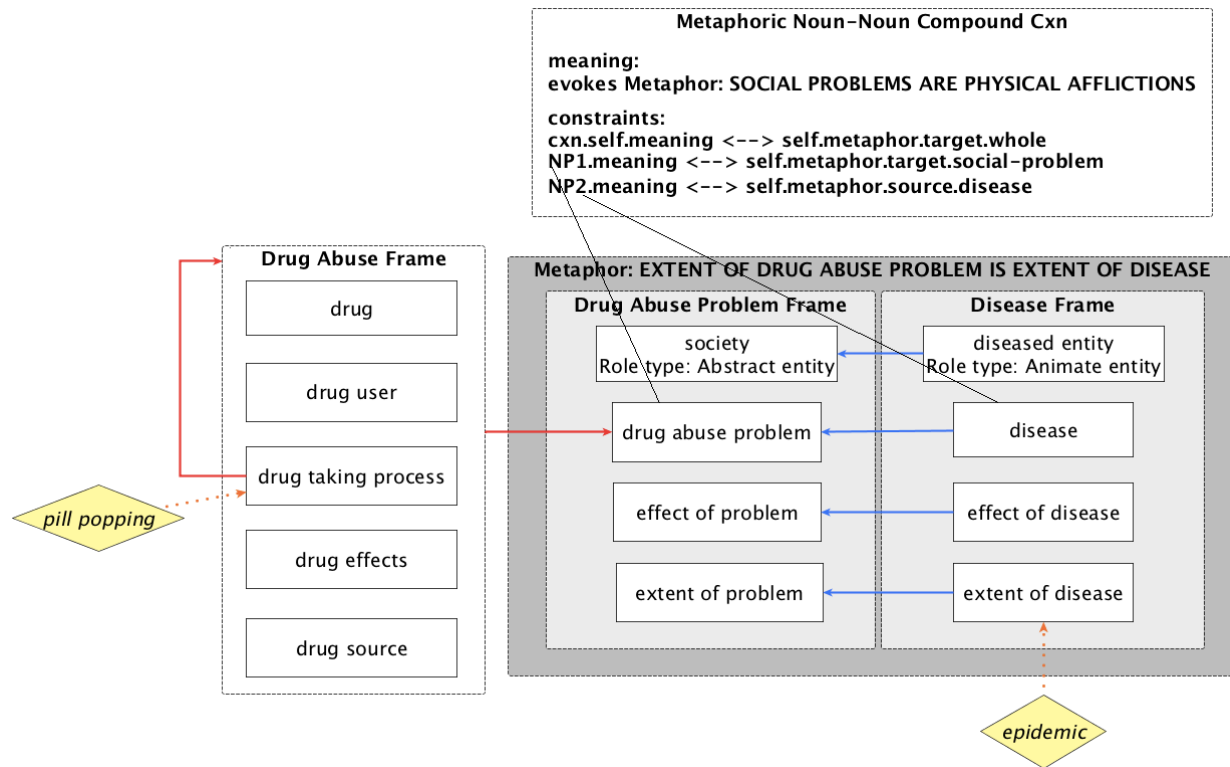 Metaphoric Noun-Noun Compound Cxn
meaning:
evokes Metaphor: SOCIAL PROBLEMS ARE PHYSICAL AFFLICTIONS
constraints:
cxn.self.meaning <--> self.metaphor.target.whole
NP1.meaning <--> self.metaphor.target.social-problem
NP2.meaning <--> self.metaphor.source.disease
Drug Abuse Frame
drug
drug user
drug taking process
drug effects
drug source
pill popping
Metaphor: EXTENT OF DRUG ABUSE PROBLEM IS EXTENT OF DISEASE
Drug Abuse Problem Frame
society
Role type: Abstract entity
drug abuse problem
effect of problem
extent of problem
Disease Frame
diseased entity
Role type: Animate entity
disease
effect of disease
extent of disease
epidemic